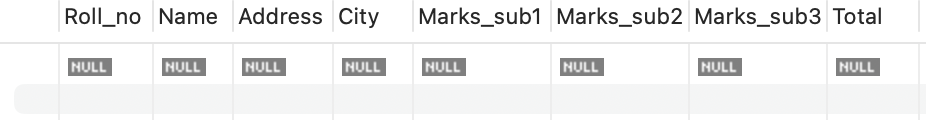 Roll_no Name Address City Marks_sub1 Marks_sub2 Marks_sub3 Total
NULL NULL NULL NULL NULL NULL NULL NULL